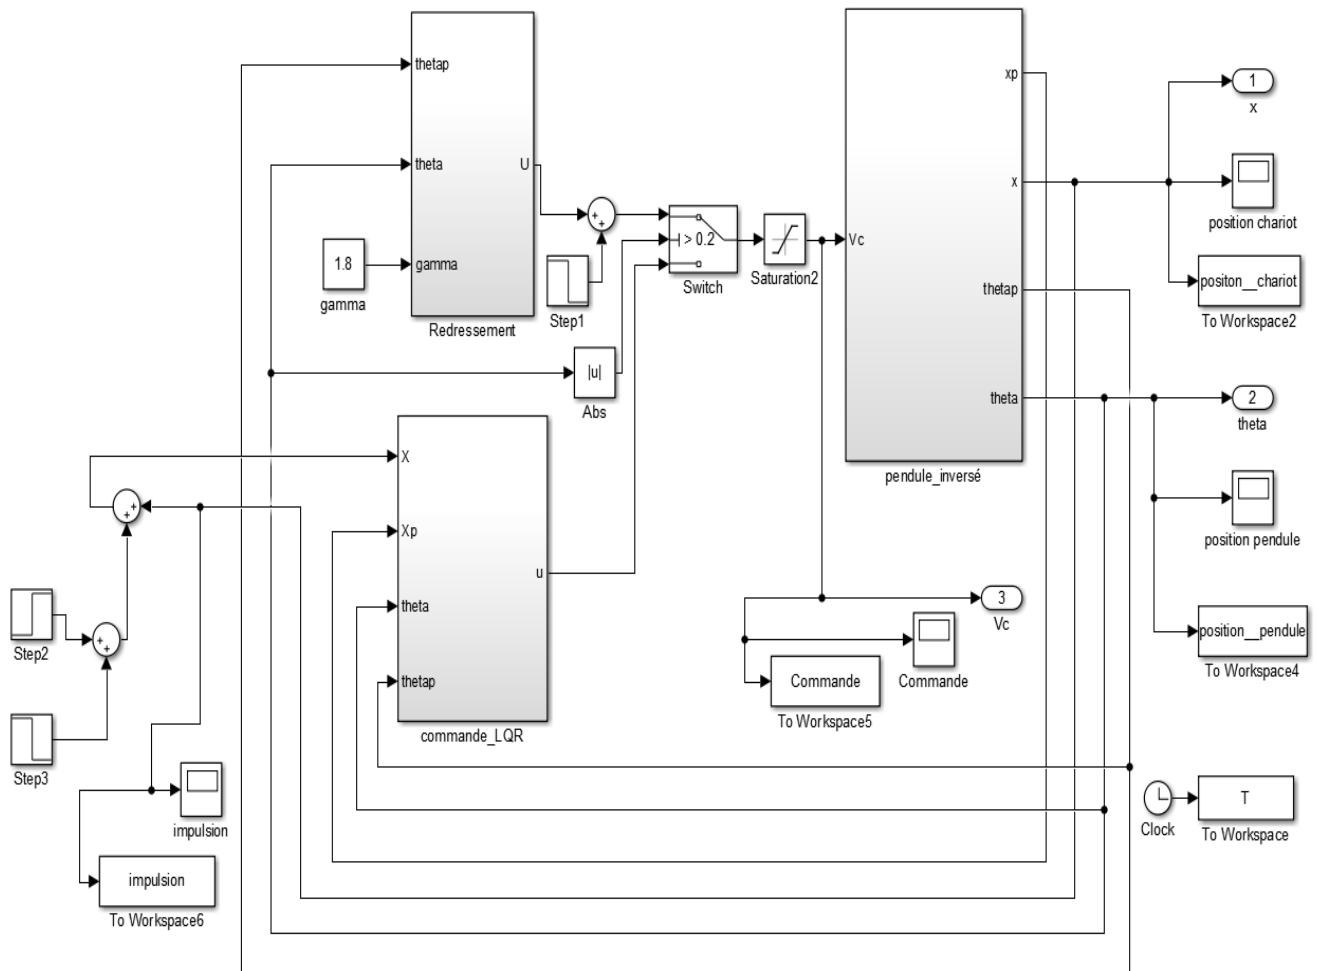 thetap
theta
gamma
U
Redressement
1.8
gamma
+
+
Step1
> 0.2
Switch
Saturation2
|u|
Abs
Vc
xp
x
thetap
theta
pendule_inversé
1
x
position chariot
positon__chariot
To Workspace2
2
theta
position pendule
position__pendule
To Workspace4
X
Xp
theta
thetap
u
commande_LQR
+
+
Step2
+
+
Step3
impulsion
impulsion
To Workspace6
3
Vc
Commande
Commande
To Workspace5
Clock
T
To Workspace